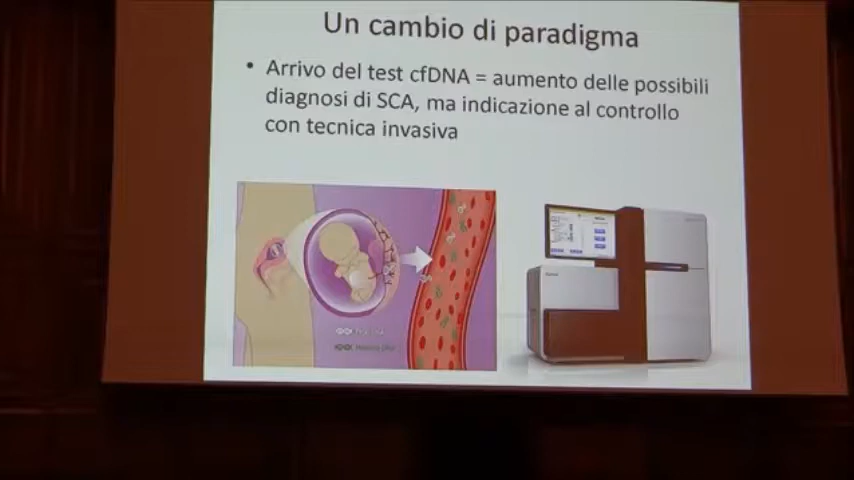 Un cambio di paradigma
• Arrivo del test cfDNA = aumento delle possibili
diagnosi di SCA, ma indicazione al controllo
con tecnica invasiva